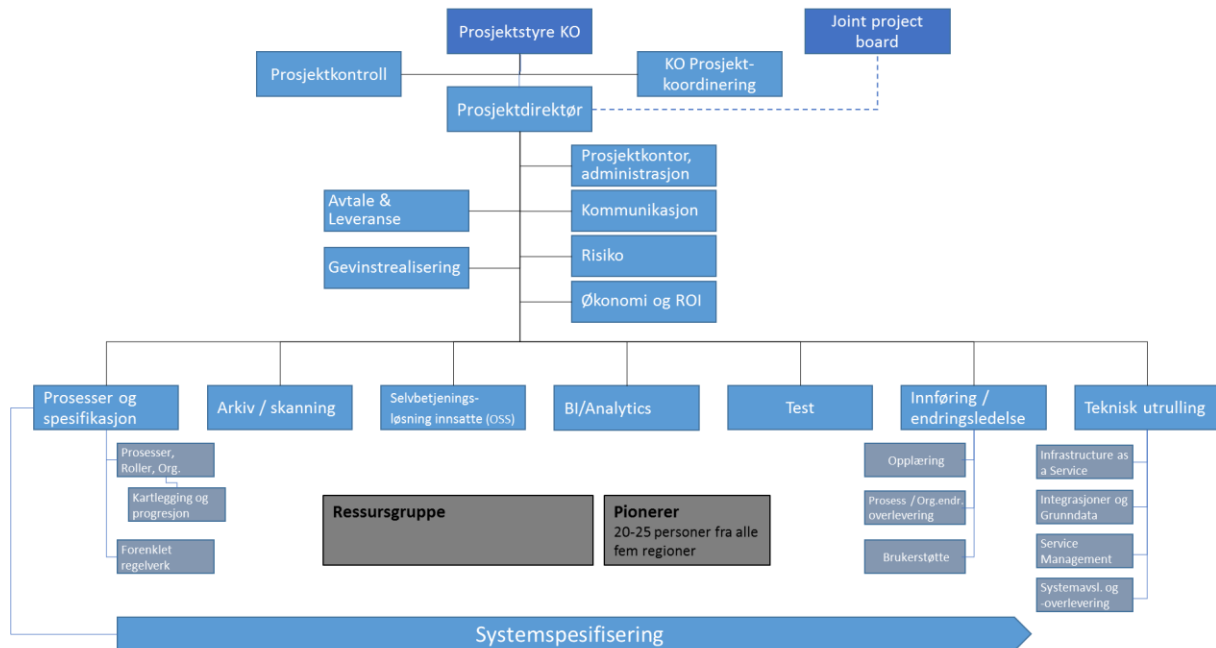 Prosjektstyre KO
Joint project
board
Prosjektkontroll
KO Prosjekt-
koordinering
Prosjektdirektør
Prosjektkontor,
administrasjon
Avtale &
Leveranse
Kommunikasjon
Gevinstrealisering
Risiko
Økonomi og ROI
Prosesser og
spesifikasjon
Arkiv / skanning
Selvbetjenings-
løsning innsatte (OSS)
BI/Analytics
Test
Innføring /
endringsledelse
Teknisk utrulling
Prosesser,
Roller, Org.
Kartlegging og
progresjon
Forenklet
regelverk
Ressursgruppe
Pionerer
20-25 personer fra alle
fem regioner
Opplæring
Prosess /Org.endr.
overlevering
Brukerstøtte
Infrastructure as
a Service
Integrasjoner og
Grunndata
Service
Management
Systemavsl. og
-overlevering
Systemspesifisering